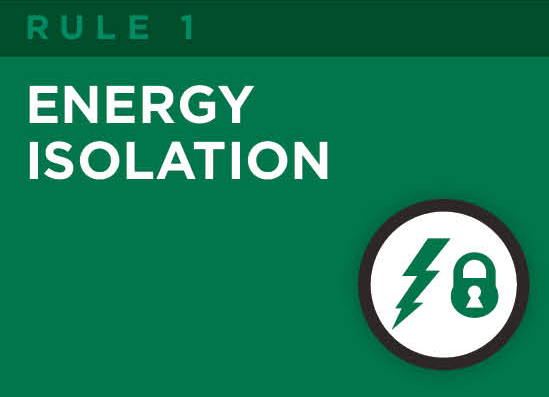 RULE 1
ENERGY
ISOLATION